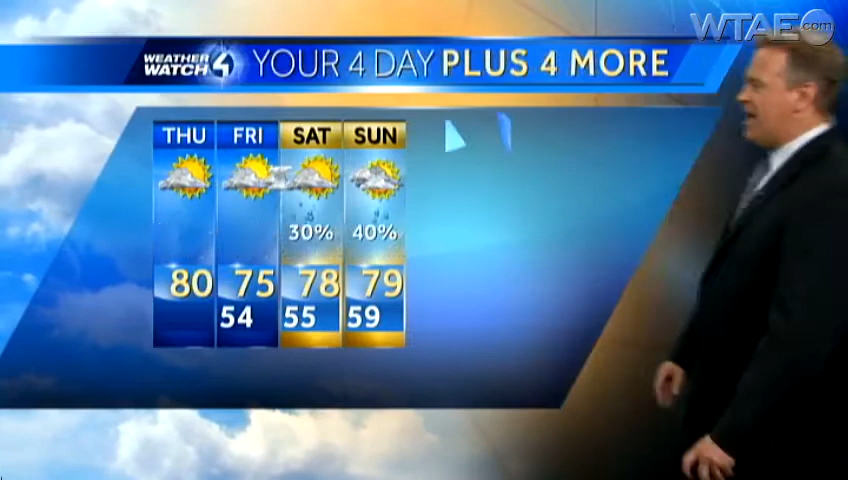 WTAE.com
WEATHER WATCH 4
YOUR 4 DAY PLUS 4 MORE
THU FRI SAT SUN
30% 40%
80 75 78 79
54 55 59